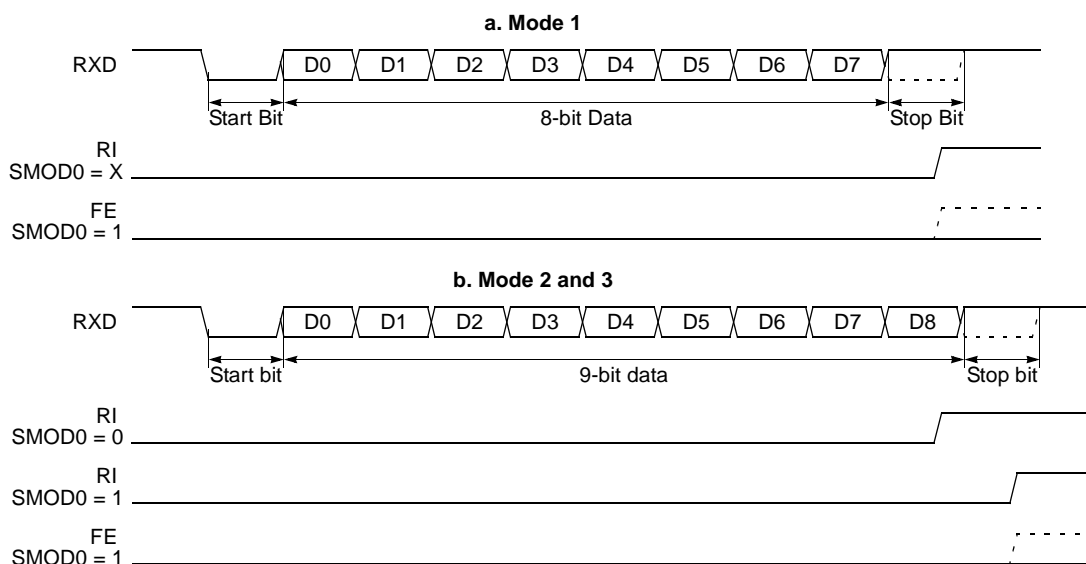 a. Mode 1
RXD D0 D1 D2 D3 D4 D5 D6 D7
Start Bit 8-bit Data Stop Bit
RI
SMOD0 = X
FE
SMOD0 = 1
b. Mode 2 and 3
RXD D0 D1 D2 D3 D4 D5 D6 D7 D8
Start bit 9-bit data Stop bit
RI
SMOD0 = 0
RI
SMOD0 = 1
FE
SMOD0 = 1